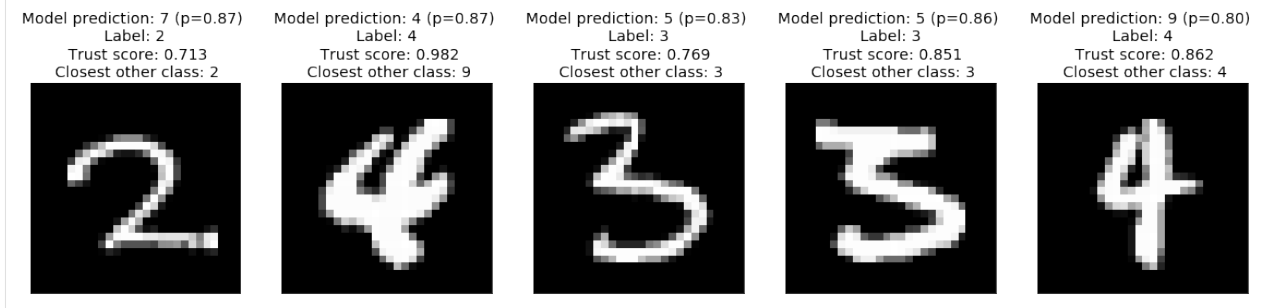 Model prediction: 7 (p=0.87)
Label: 2
Trust score: 0.713
Closest other class: 2
2
Model prediction: 4 (p=0.87)
Label: 4
Trust score: 0.982
Closest other class: 9
4
Model prediction: 5 (p=0.83)
Label: 3
Trust score: 0.769
Closest other class: 3
3
Model prediction: 5 (p=0.86)
Label: 3
Trust score: 0.851
Closest other class: 3
3
Model prediction: 9 (p=0.80)
Label: 4
Trust score: 0.862
Closest other class: 4
4